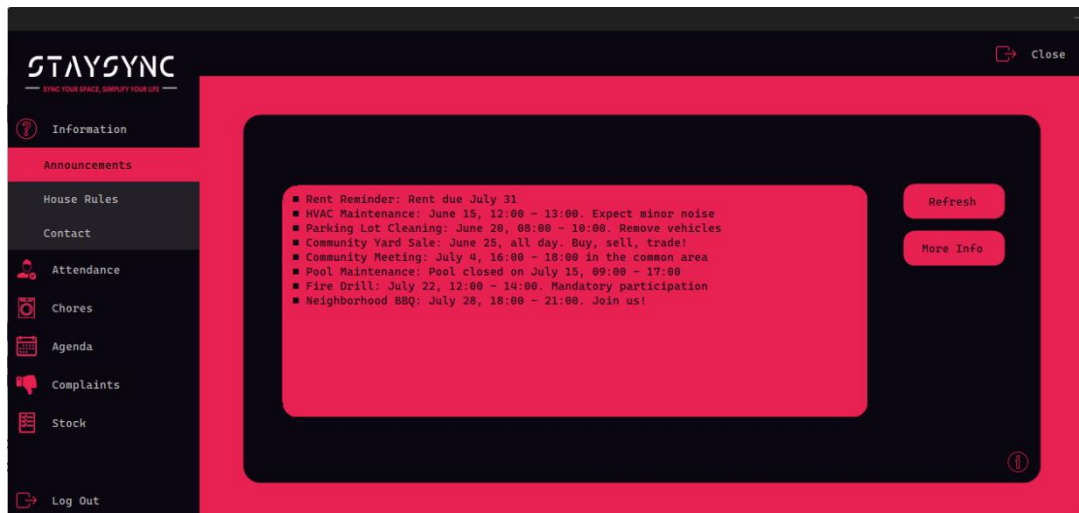 STAYSYNC
SYNC YOUR SPACE, SIMPLIFY YOUR LIFE
Close
Information
Announcements
House Rules
Contact
Attendance
Chores
Agenda
Complaints
Stock
Log Out
■ Rent Reminder: Rent due July 31
■ HVAC Maintenance: June 15, 12:00 - 13:00. Expect minor noise
■ Parking Lot Cleaning: June 20, 08:00 - 10:00. Remove vehicles
■ Community Yard Sale: June 25, all day. Buy, sell, trade!
■ Community Meeting: July 4, 16:00 - 18:00 in the common area
■ Pool Maintenance: Pool closed on July 15, 09:00 - 17:00
■ Fire Drill: July 22, 12:00 - 14:00. Mandatory participation
■ Neighborhood BBQ: July 28, 18:00 - 21:00. Join us!
Refresh
More Info